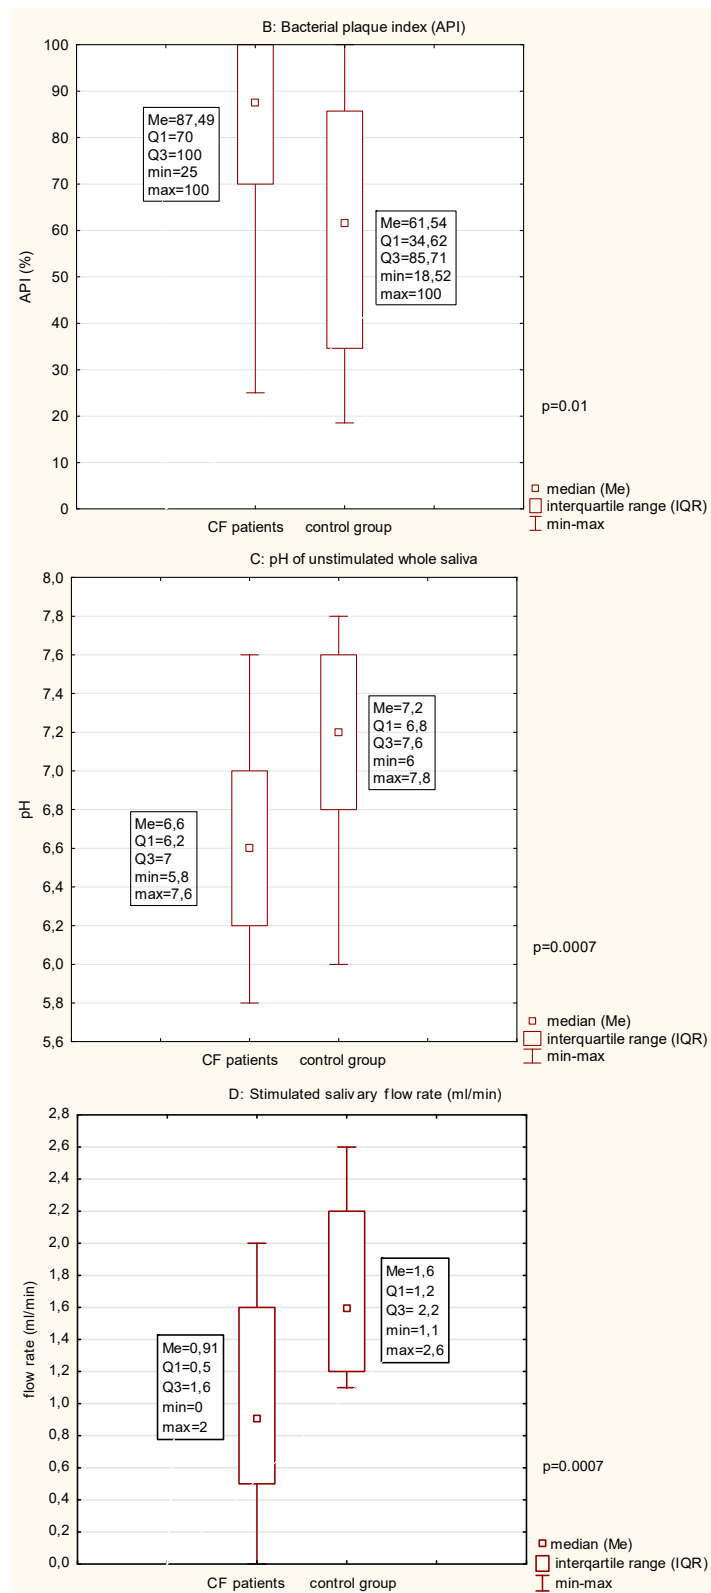 B: Bacterial plaque index (API)
100
90
80
70
60
50
40
30
20
10
0
API (%)
Me=87,49
Q1=70
Q3=100
min=25
max=100
Me=61,54
Q1=34,62
Q3=85,71
min=18,52
max=100
p=0.01
median (Me)
interquartile range (IQR)
min-max
CF patients control group
C: pH of unstimulated whole saliva
8,0
7,8
7,6
7,4
7,2
7,0
6,8
6,6
6,4
6,2
6,0
5,8
5,6
pH
Me=7,2
Q1= 6,8
Q3=7,6
min=6
max=7,8
Me=6,6
Q1=6,2
Q3=7
min=5,8
max=7,6
p=0.0007
median (Me)
interquartile range (IQR)
min-max
CF patients control group
D: Stimulated salivary flow rate (ml/min)
2,8
2,6
2,4
2,2
2,0
1,8
1,6
1,4
1,2
1,0
0,8
0,6
0,4
0,2
0,0
flow rate (ml/min)
Me=1,6
Q1=1,2
Q3= 2,2
min=1,1
max=2,6
Me=0,91
Q1=0,5
Q3=1,6
min=0
max=2
p=0.0007
median (Me)
interqartile range (IQR)
min-max
CF patients control group